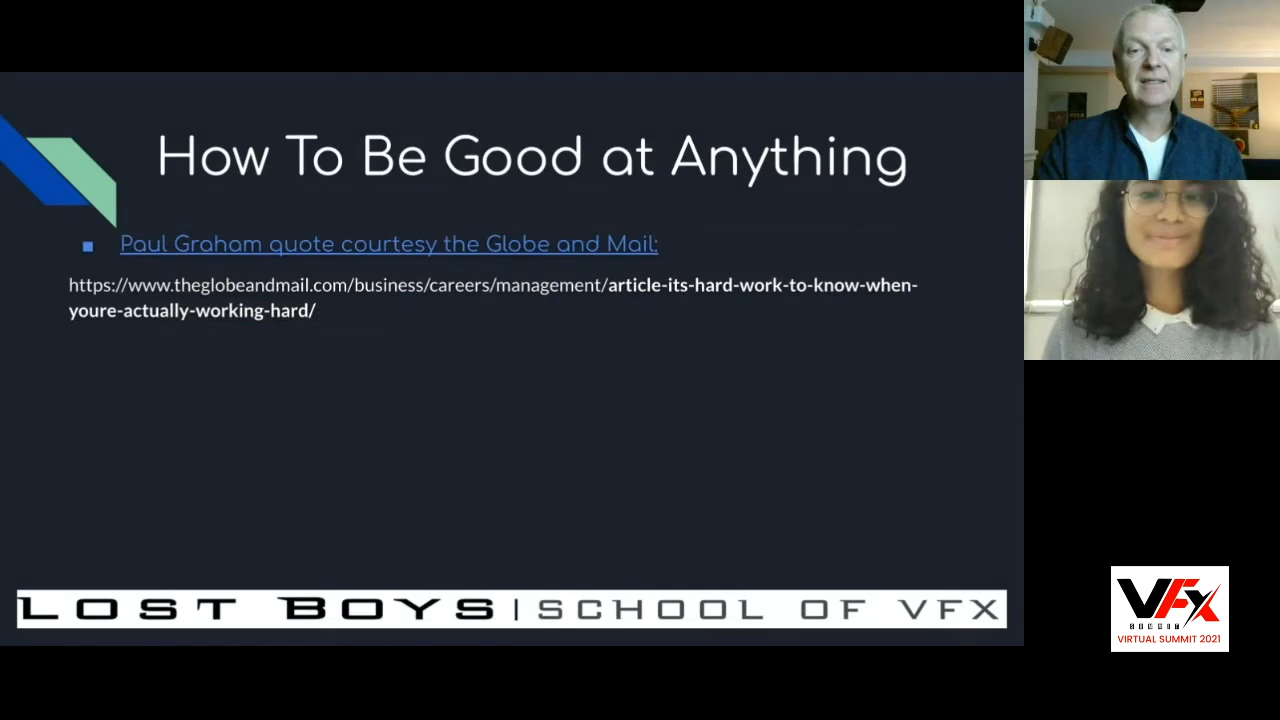 How To Be Good at Anything
Paul Graham quote courtesy the Globe and Mail:
https://www.theglobeandmail.com/business/careers/management/article-its-hard-work-to-know-when-
youre-actually-working-hard/
LOST BOYS | SCHOOL OF VFX
VFX
SUMMIT
VIRTUAL SUMMIT 2021